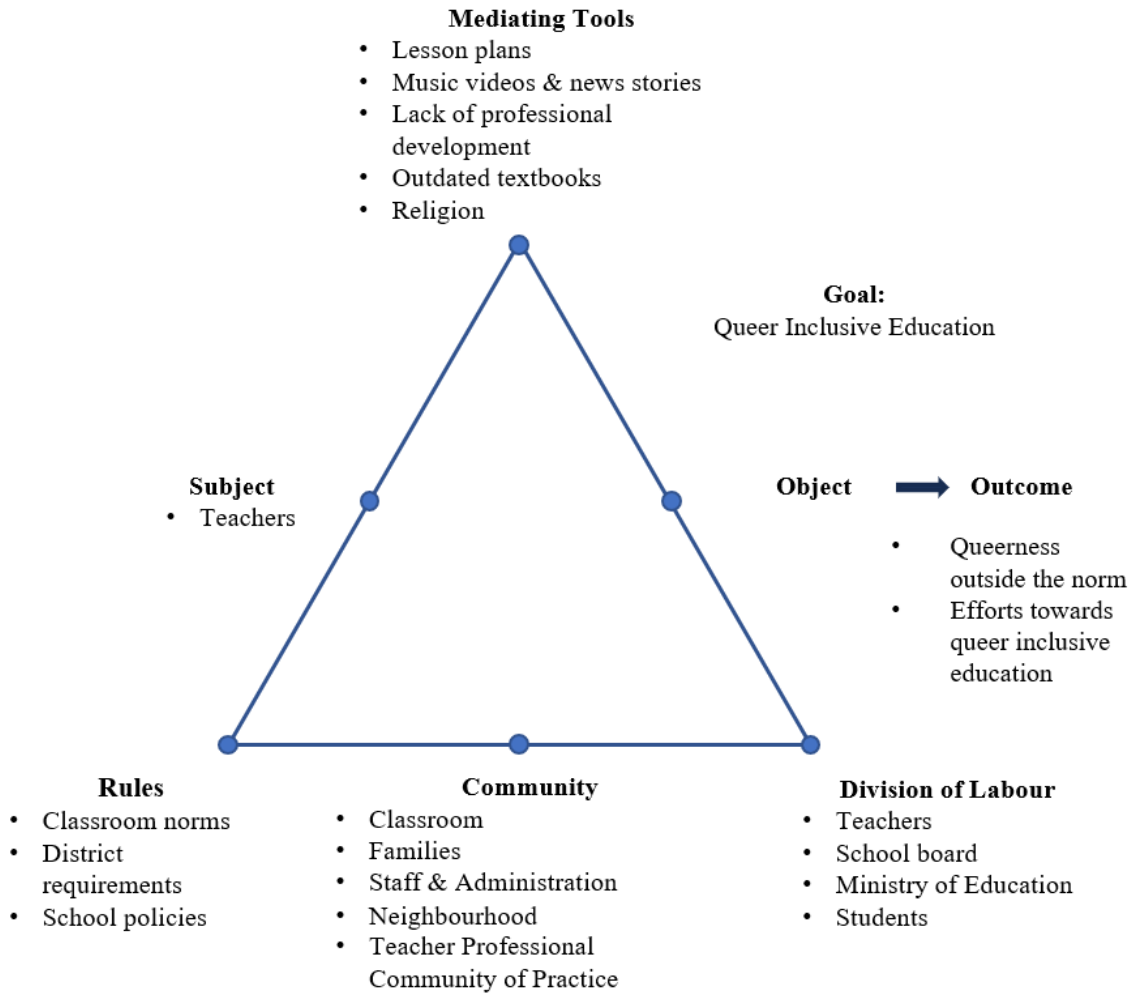 Mediating Tools
• Lesson plans
• Music videos & news stories
• Lack of professional
development
• Outdated textbooks
• Religion
Goal:
Queer Inclusive Education
Subject
• Teachers
Object
Outcome
• Queerness
outside the norm
• Efforts towards
queer inclusive
education
Rules
• Classroom norms
• District
requirements
• School policies
Community
• Classroom
• Families
• Staff & Administration
• Neighbourhood
• Teacher Professional
Community of Practice
Division of Labour
• Teachers
• School board
• Ministry of Education
• Students